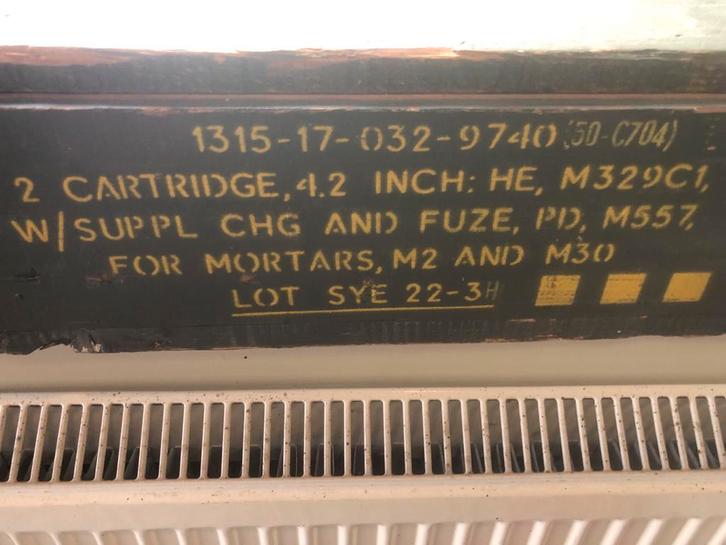 1315-17-032-9740 (50-C704)
2 CARTRIDGE, 4.2 INCH: HE, M329C1,
W/SUPPL CHG AND FUZE, PD, M557,
FOR MORTARS, M2 AND M30
LOT SYE 22-3H